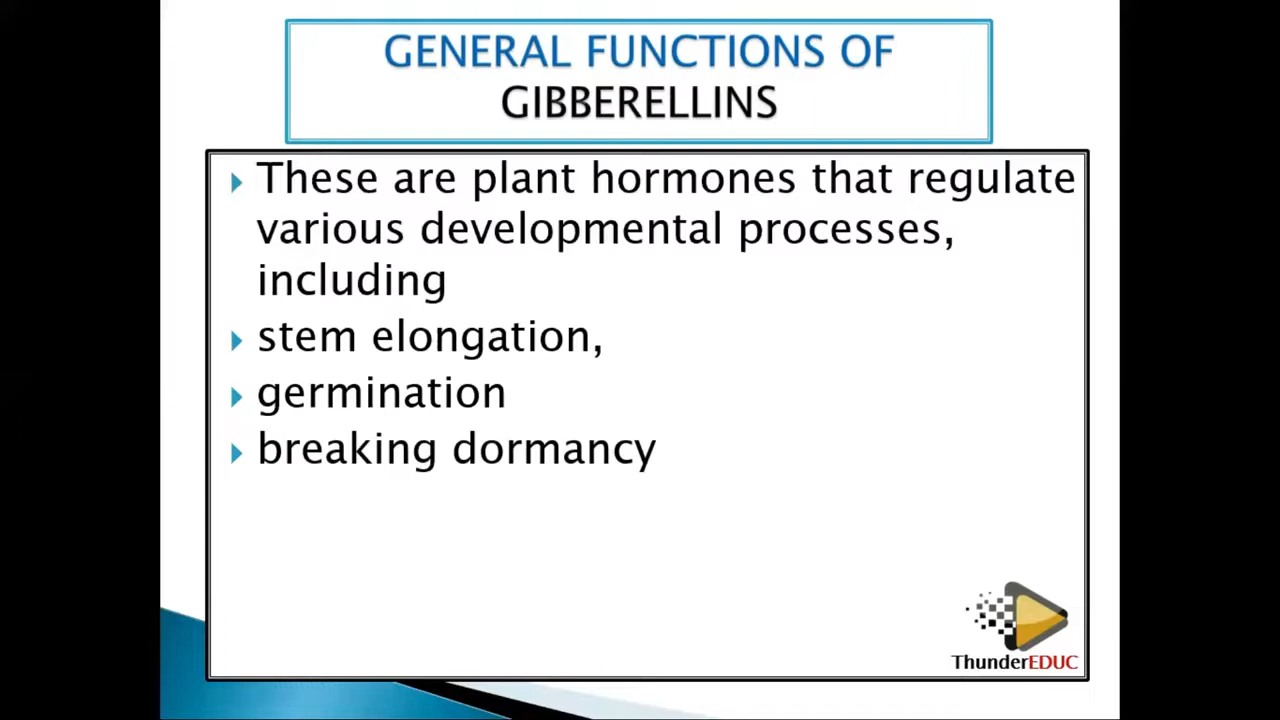 GENERAL FUNCTIONS OF
GIBBERELLINS
These are plant hormones that regulate
various developmental processes,
including
stem elongation,
germination
breaking dormancy
ThunderEDUC